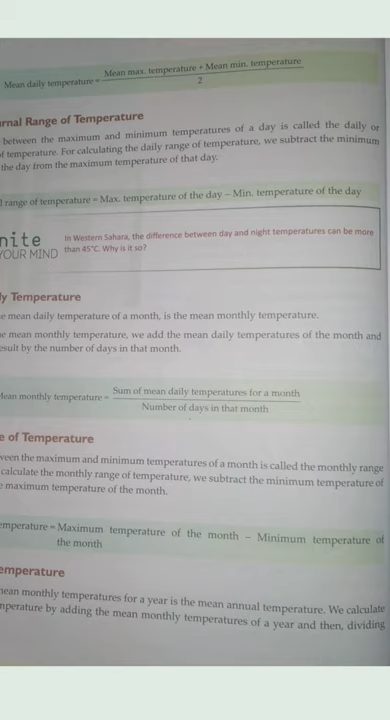 Mean daily temperature = Mean max. temperature + Mean min. temperature
2
rnal Range of Temperature
between the maximum and minimum temperatures of a day is called the daily or
of temperature. For calculating the daily range of temperature, we subtract the minimum
the day from the maximum temperature of that day.
l range of temperature = Max. temperature of the day – Min. temperature of the day
nite
YOUR MIND
In Western Sahara, the difference between day and night temperatures can be more
than 45°C. Why is it so?
ly Temperature
e mean daily temperature of a month, is the mean monthly temperature.
e mean monthly temperature, we add the mean daily temperatures of the month and
esult by the number of days in that month.
Mean monthly temperature = Sum of mean daily temperatures for a month
Number of days in that month
e of Temperature
ween the maximum and minimum temperatures of a month is called the monthly range
calculate the monthly range of temperature, we subtract the minimum temperature of
e maximum temperature of the month.
emperature = Maximum temperature of the month – Minimum temperature of
the month
emperature
mean monthly temperatures for a year is the mean annual temperature. We calculate
mperature by adding the mean monthly temperatures of a year and then, dividing